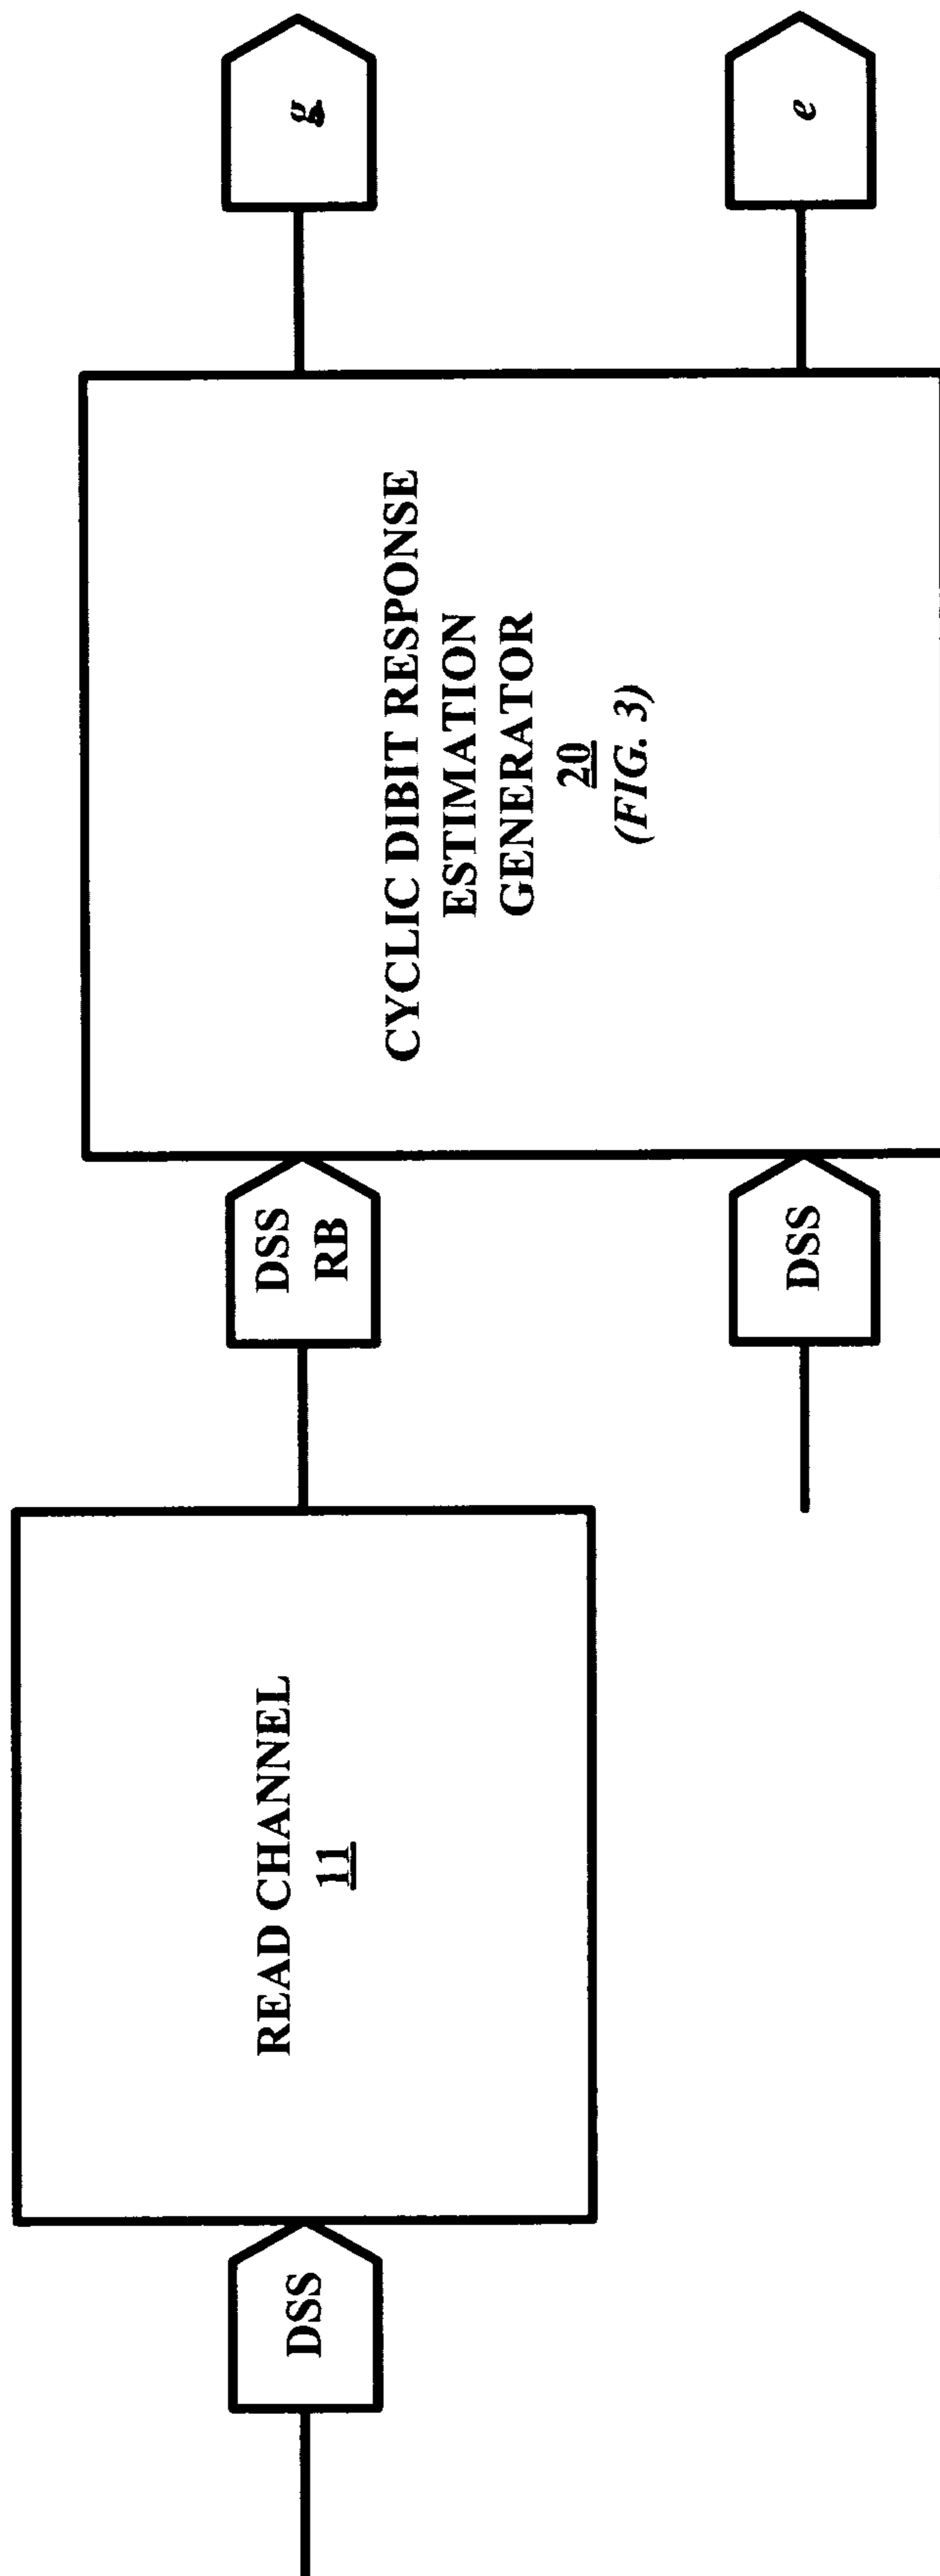 DSS
READ CHANNEL
11
DSS
RB
DSS
CYCLIC DIBIT RESPONSE
ESTIMATION
GENERATOR
20
(FIG. 3)
g
e